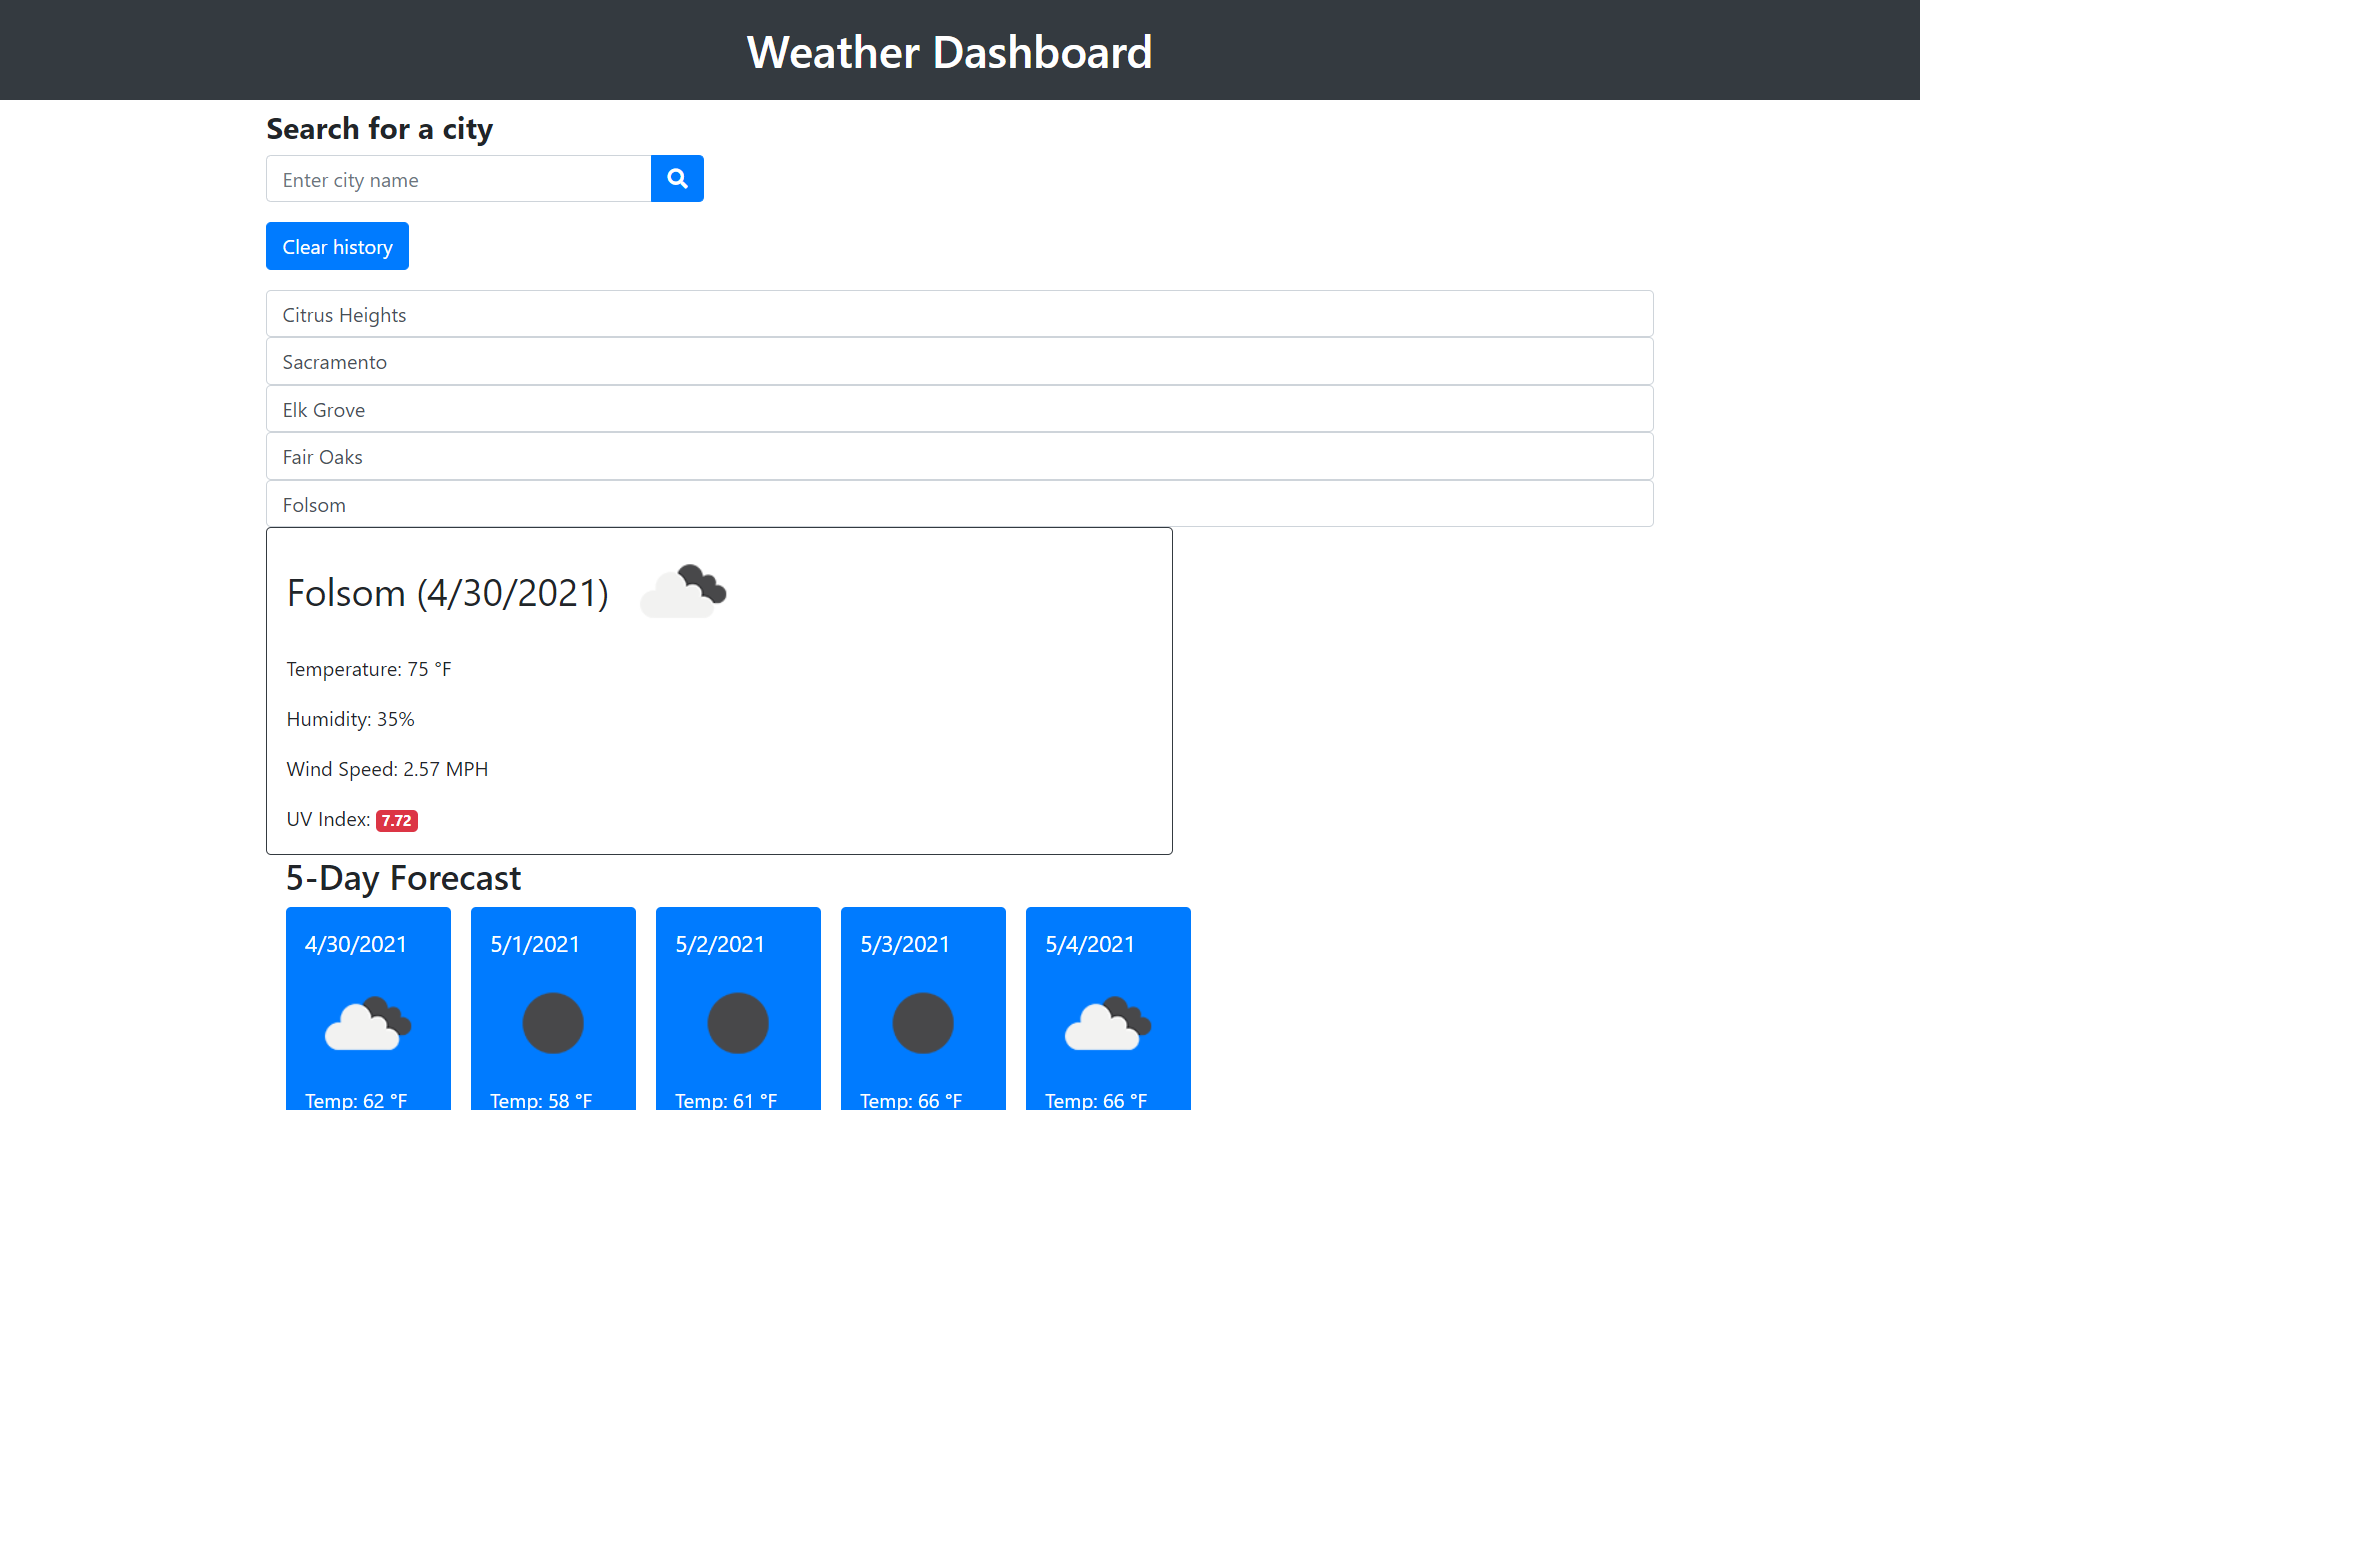 Weather Dashboard
Search for a city
Enter city name
Clear history
Citrus Heights
Sacramento
Elk Grove
Fair Oaks
Folsom
Folsom (4/30/2021)
Temperature: 75 °F
Humidity: 35%
Wind Speed: 2.57 MPH
UV Index: 7.72
5-Day Forecast
4/30/2021 5/1/2021 5/2/2021 5/3/2021 5/4/2021
Temp: 62 °F Temp: 58 °F Temp: 61 °F Temp: 66 °F Temp: 66 °F